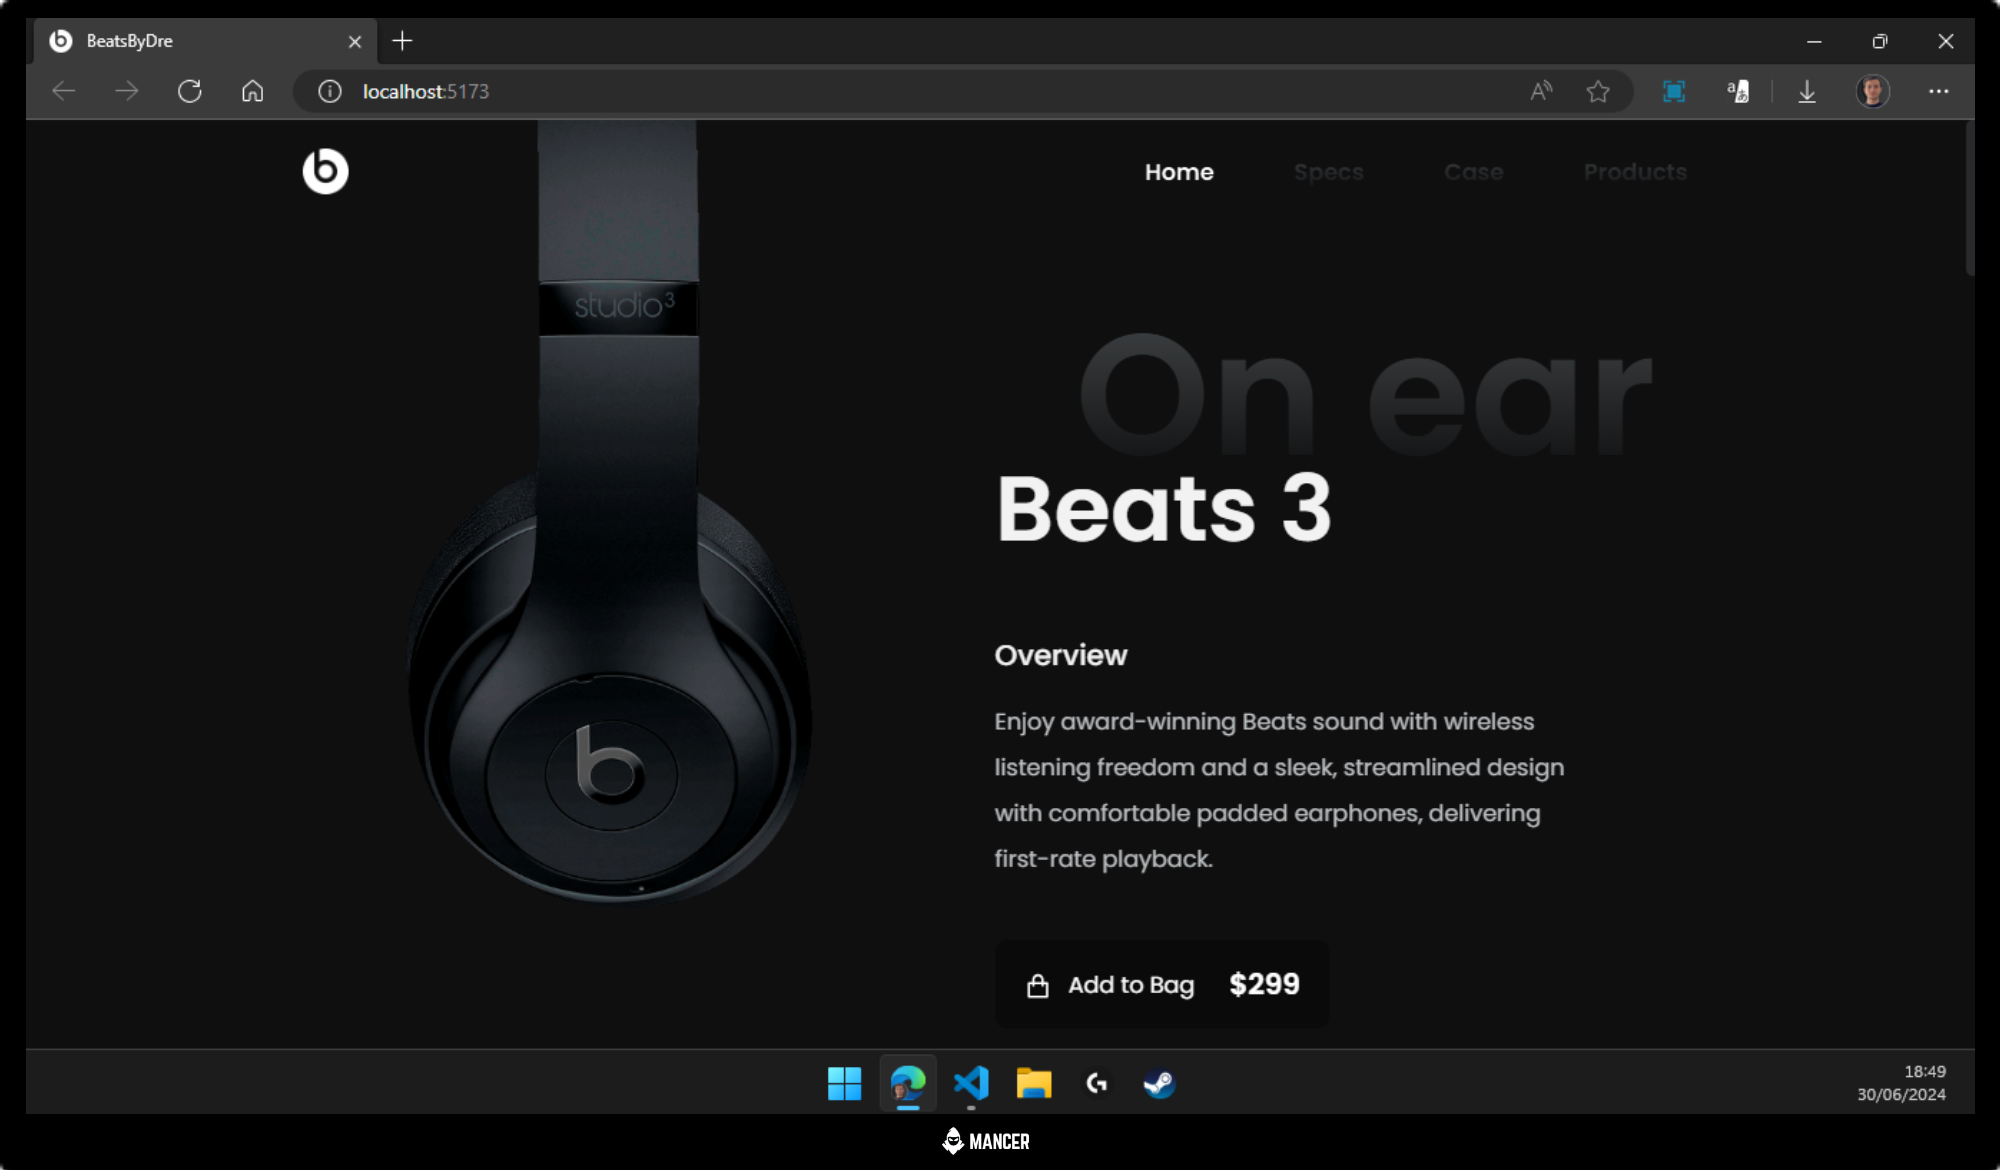 BeatsByDre
localhost:5173
Home Specs Case Products
studio3
On ear
Beats 3
Overview
Enjoy award-winning Beats sound with wireless
listening freedom and a sleek, streamlined design
with comfortable padded earphones, delivering
first-rate playback.
Add to Bag $299
18:49
30/06/2024
MANCER